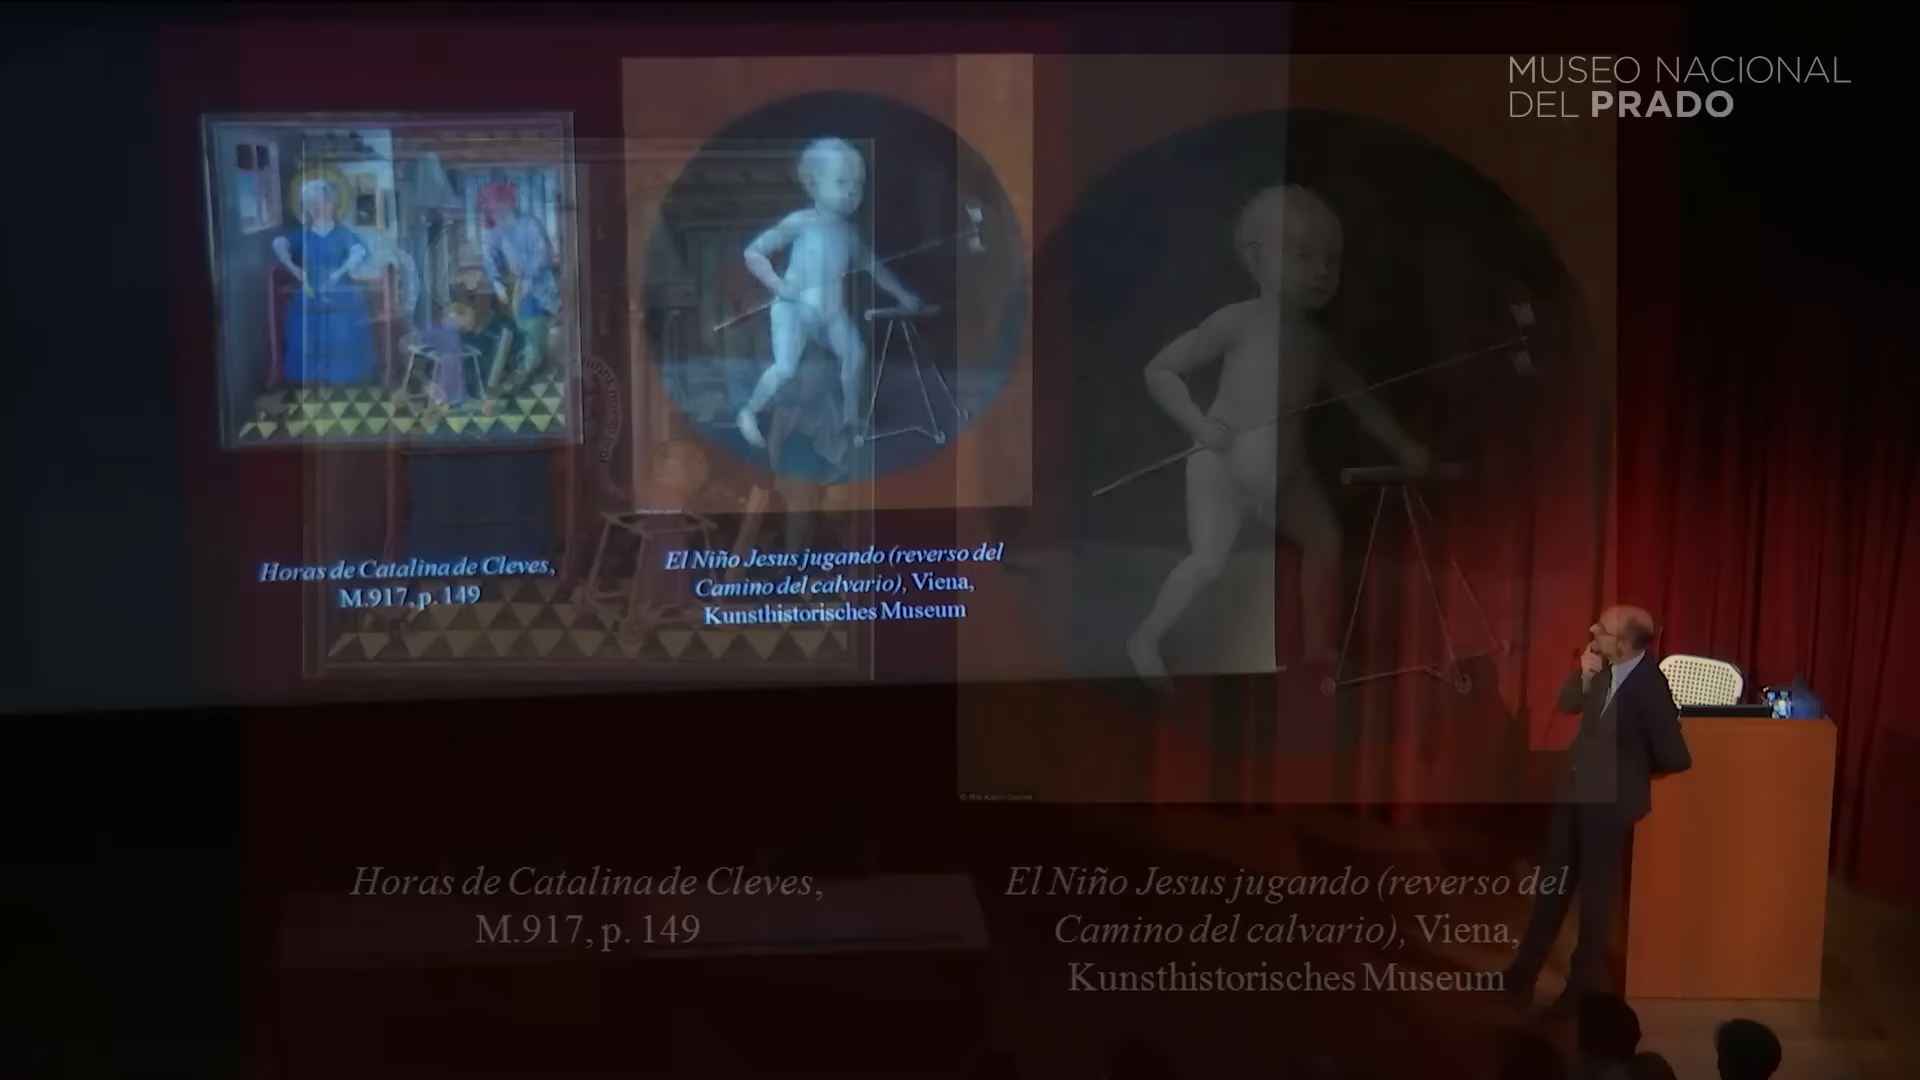 MUSEO NACIONAL
DEL PRADO
Horas de Catalina de Cleves,
M.917, p. 149
El Niño Jesus jugando (reverso del
Camino del calvario), Viena,
Kunsthistorisches Museum
Horas de Catalina de Cleves,
M.917, p. 149
El Niño Jesus jugando (reverso del
Camino del calvario), Viena,
Kunsthistorisches Museum